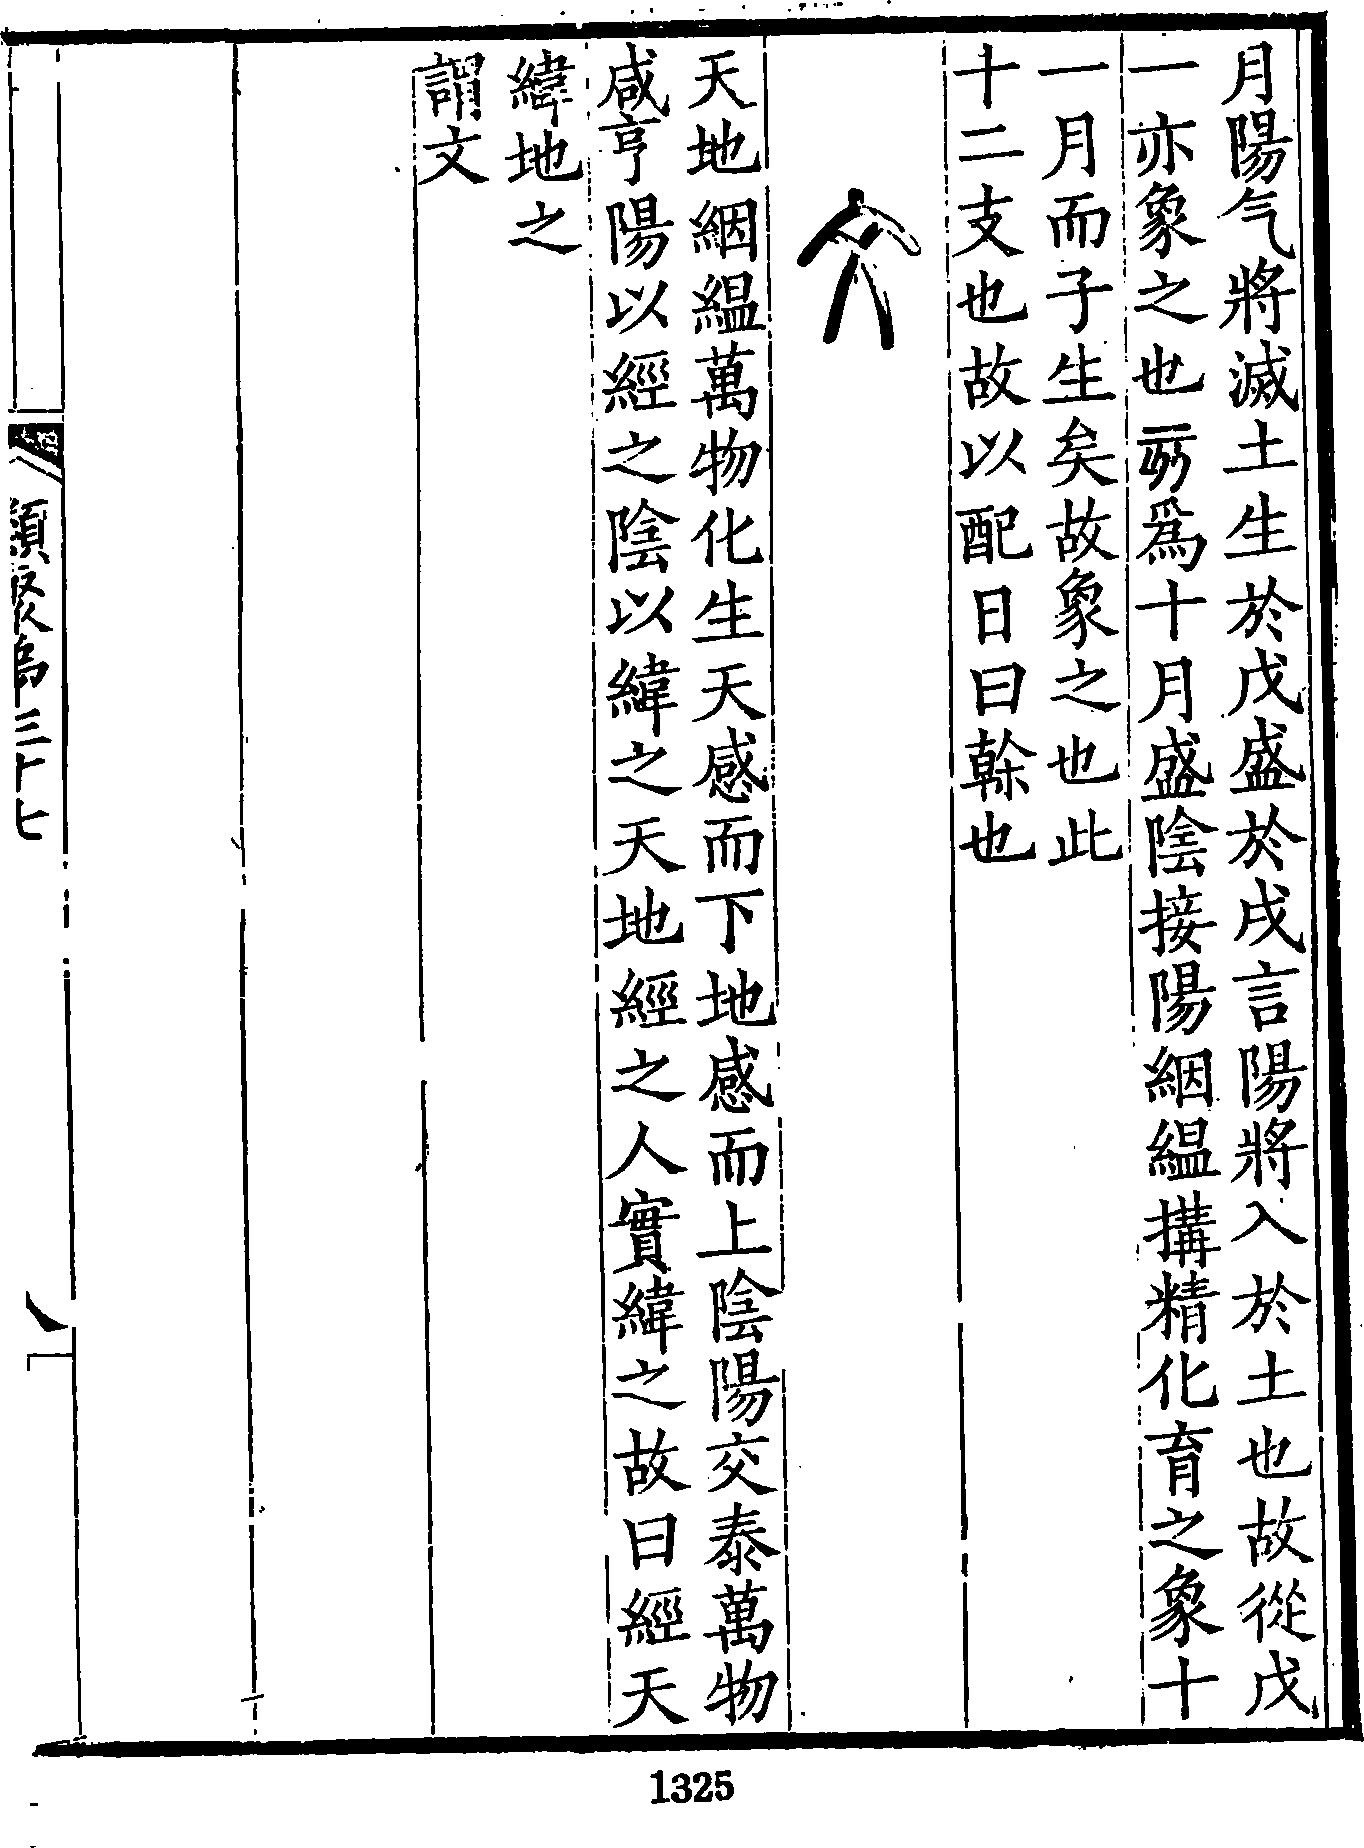 月陽气將滅土生於戊盛於戌言陽將入於土也故從戊
一亦象之也𠀬為十月盛陰接陽絪縕搆精化育之象十
一月而子生矣故象之也此
十二支也故以配日曰榦也
天地絪縕萬物化生天感而下地感而上陰陽交泰萬物
咸亨陽以經之陰以緯之天地經之人實緯之故曰經天
緯地之
謂文
類聚
三十七
1325